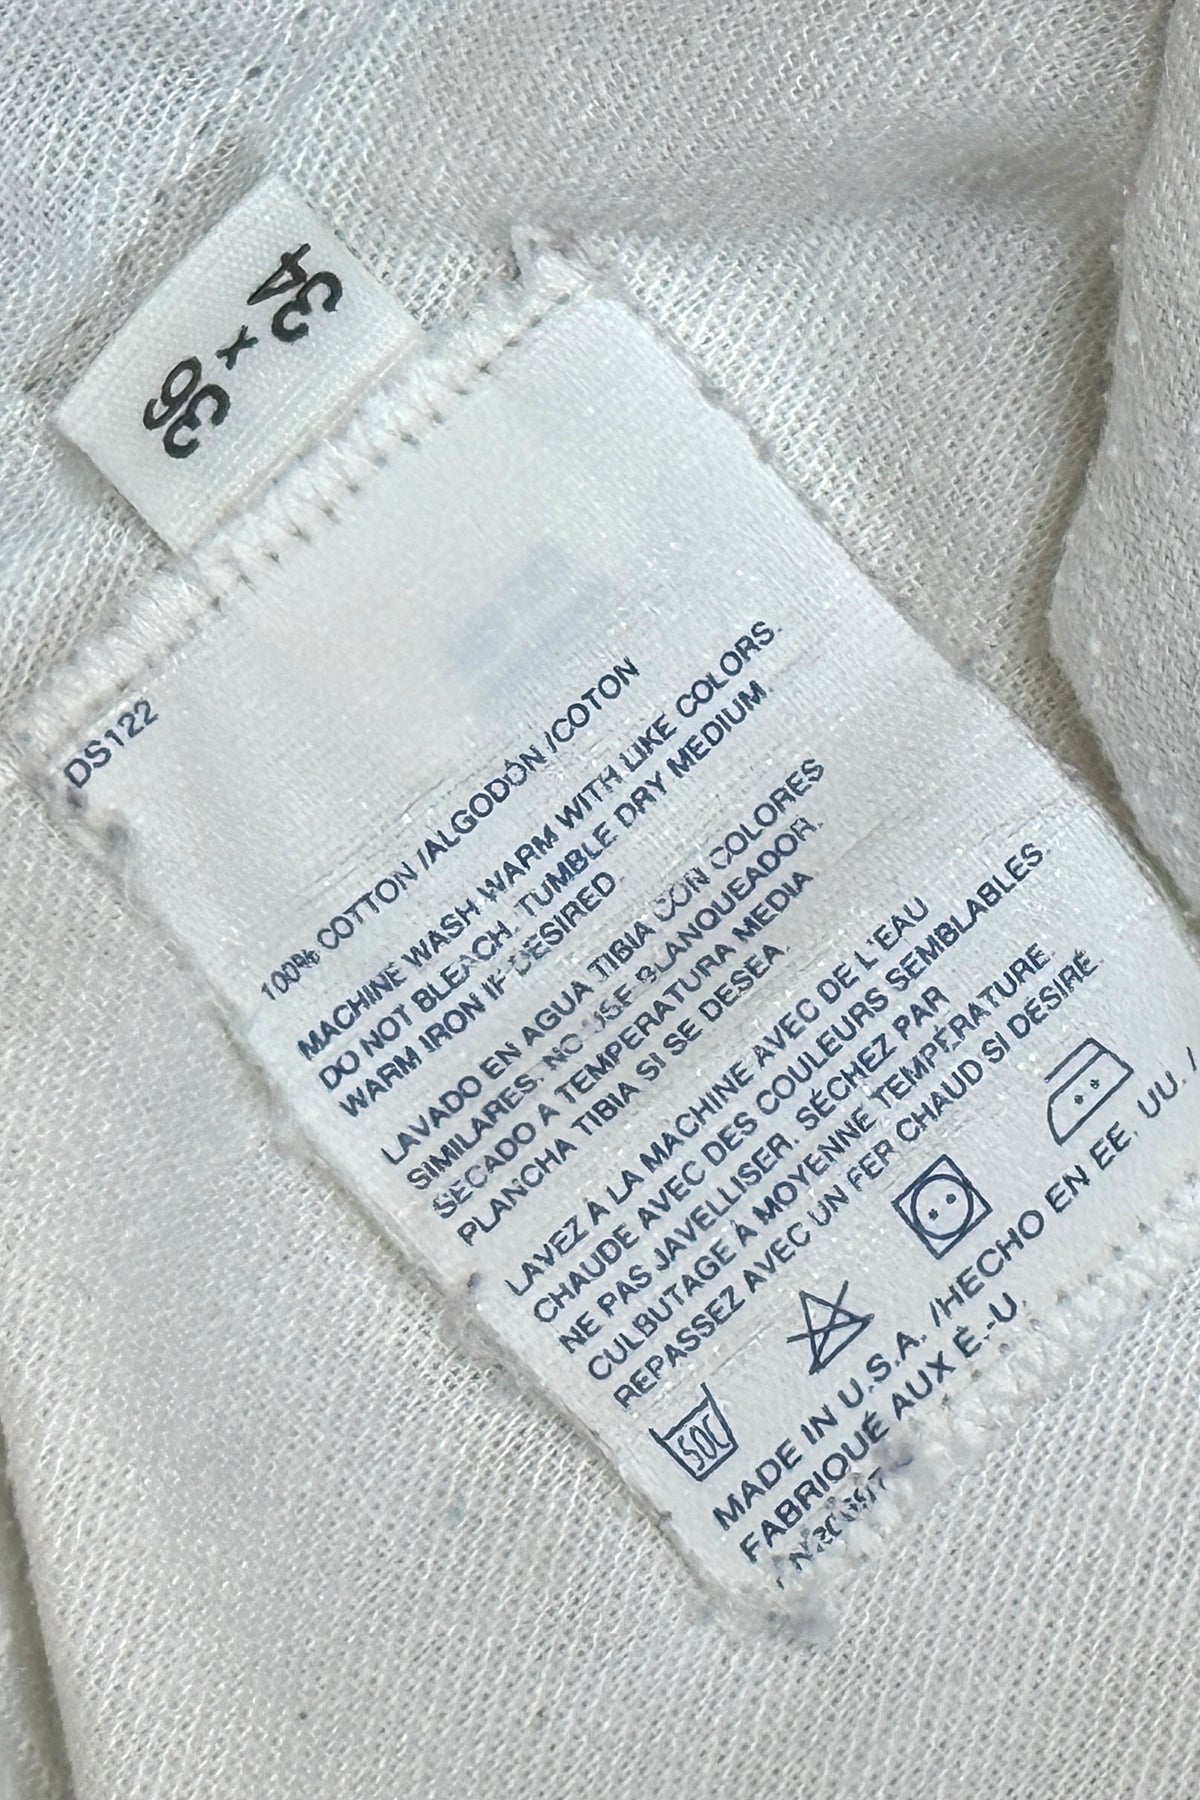 36
x
34
DS122
100% COTTON /ALGODÓN /COTON
MACHINE WASH WARM WITH LIKE COLORS.
DO NOT BLEACH. TUMBLE DRY MEDIUM.
WARM IRON IF DESIRED.
LAVADO EN AGUA TIBIA CON COLORES
SIMILARES. NO USE BLANQUEADOR.
SECADO A TEMPERATURA MEDIA
PLANCHA TIBIA SI SE DESEA.
LAVEZ À LA MACHINE AVEC DE L'EAU
CHAUDE AVEC DES COULEURS SEMBLABLES.
NE PAS JAVELLISER. SÉCHEZ PAR
CULBUTAGE À MOYENNE TEMPÉRATURE.
REPASSEZ AVEC UN FER CHAUD SI DÉSIRÉ.
MADE IN U.S.A. /HECHO EN EE. UU. /
FABRIQUÉ AUX É.-U.